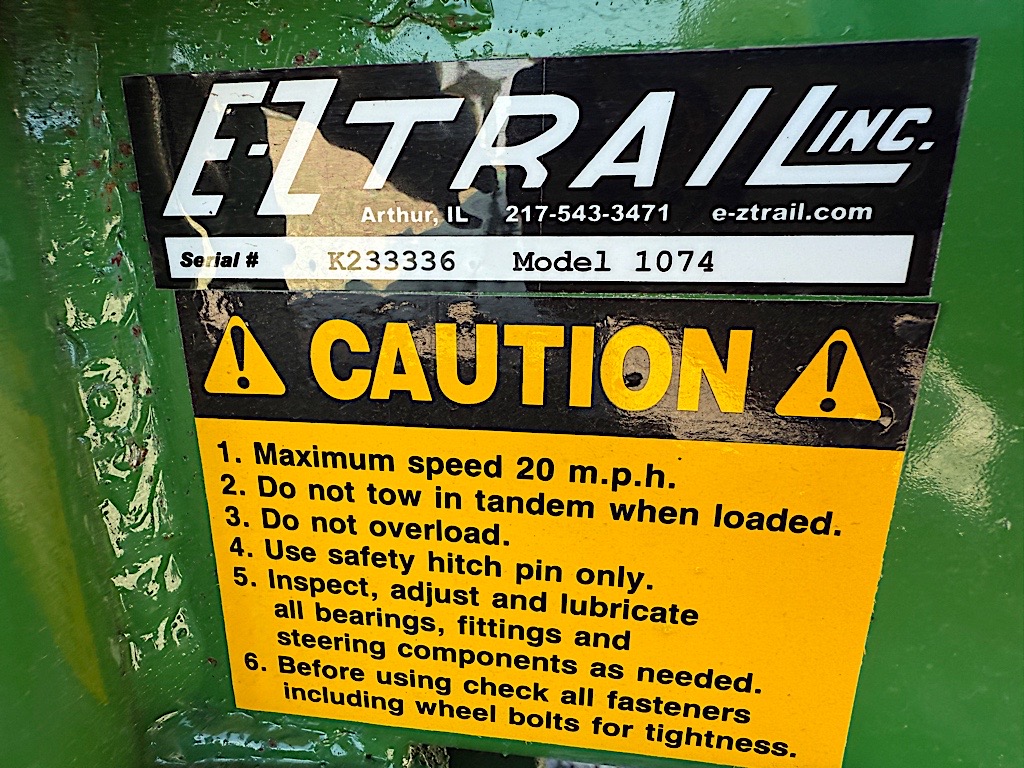 E-Z TRAIL INC.
Arthur, IL 217-543-3471 e-ztrail.com
Serial # K233336 Model 1074
CAUTION
1. Maximum speed 20 m.p.h.
2. Do not tow in tandem when loaded.
3. Do not overload.
4. Use safety hitch pin only.
5. Inspect, adjust and lubricate
all bearings, fittings and
steering components as needed.
6. Before using check all fasteners
including wheel bolts for tightness.